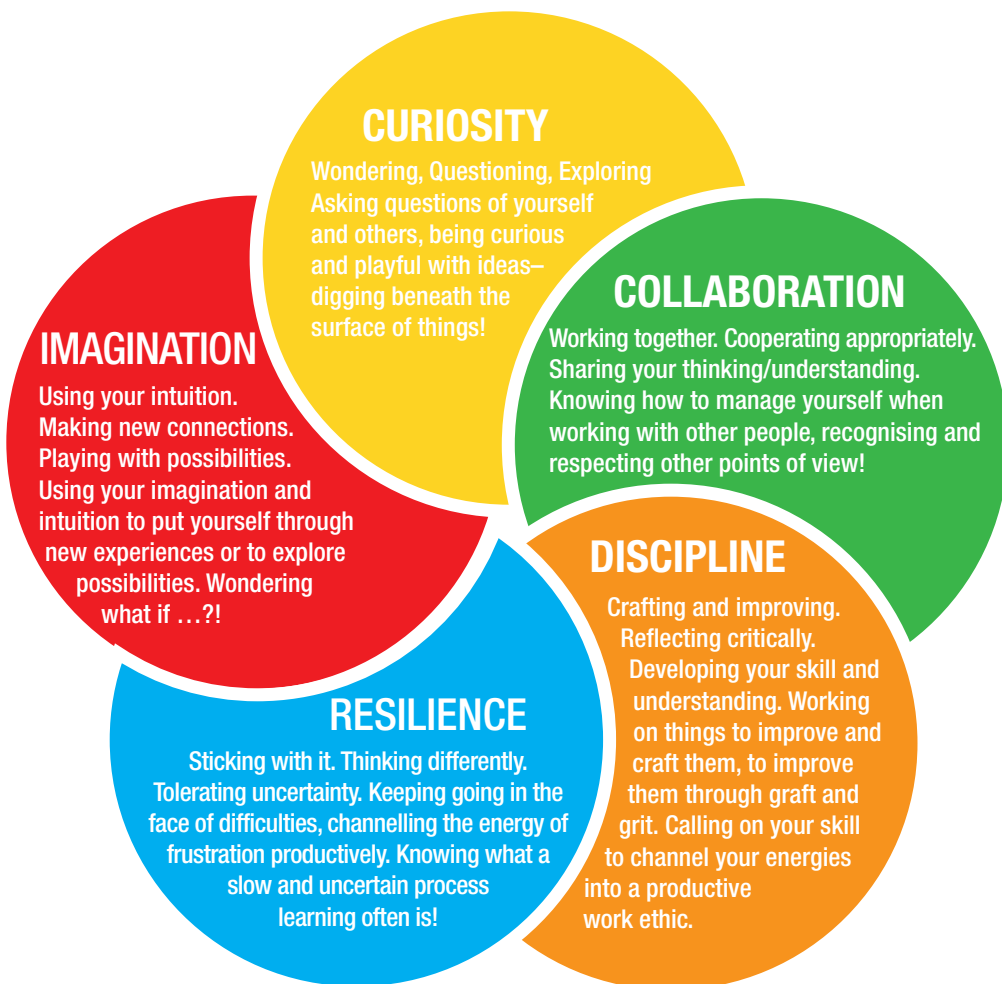 CURIOSITY
Wondering, Questioning, Exploring
Asking questions of yourself
and others, being curious
and playful with ideas–
digging beneath the
surface of things!
COLLABORATION
Working together. Cooperating appropriately.
Sharing your thinking/understanding.
Knowing how to manage yourself when
working with other people, recognising and
respecting other points of view!
IMAGINATION
Using your intuition.
Making new connections.
Playing with possibilities.
Using your imagination and
intuition to put yourself through
new experiences or to explore
possibilities. Wondering
what if …?!
DISCIPLINE
Crafting and improving.
Reflecting critically.
Developing your skill and
understanding. Working
on things to improve and
craft them, to improve
them through graft and
grit. Calling on your skill
to channel your energies
into a productive
work ethic.
RESILIENCE
Sticking with it. Thinking differently.
Tolerating uncertainty. Keeping going in the
face of difficulties, channelling the energy of
frustration productively. Knowing what a
slow and uncertain process
learning often is!